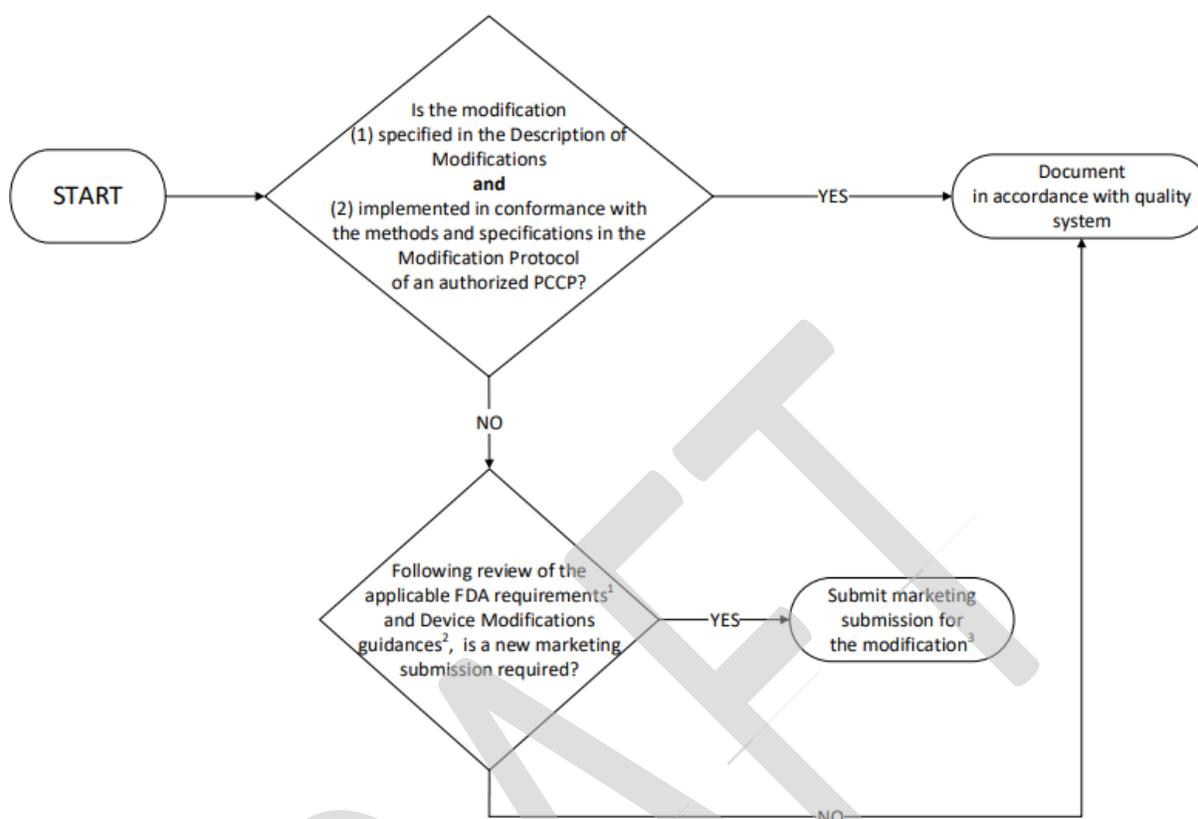 Is the modification
(1) specified in the Description of
Modifications
and
(2) implemented in conformance with
the methods and specifications in the
Modification Protocol
of an authorized PCCP?
START
YES
Document
in accordance with quality
system
NO
Following review of the
applicable FDA requirements¹
and Device Modifications
guidances², is a new marketing
submission required?
YES
Submit marketing
submission for
the modification³
NO